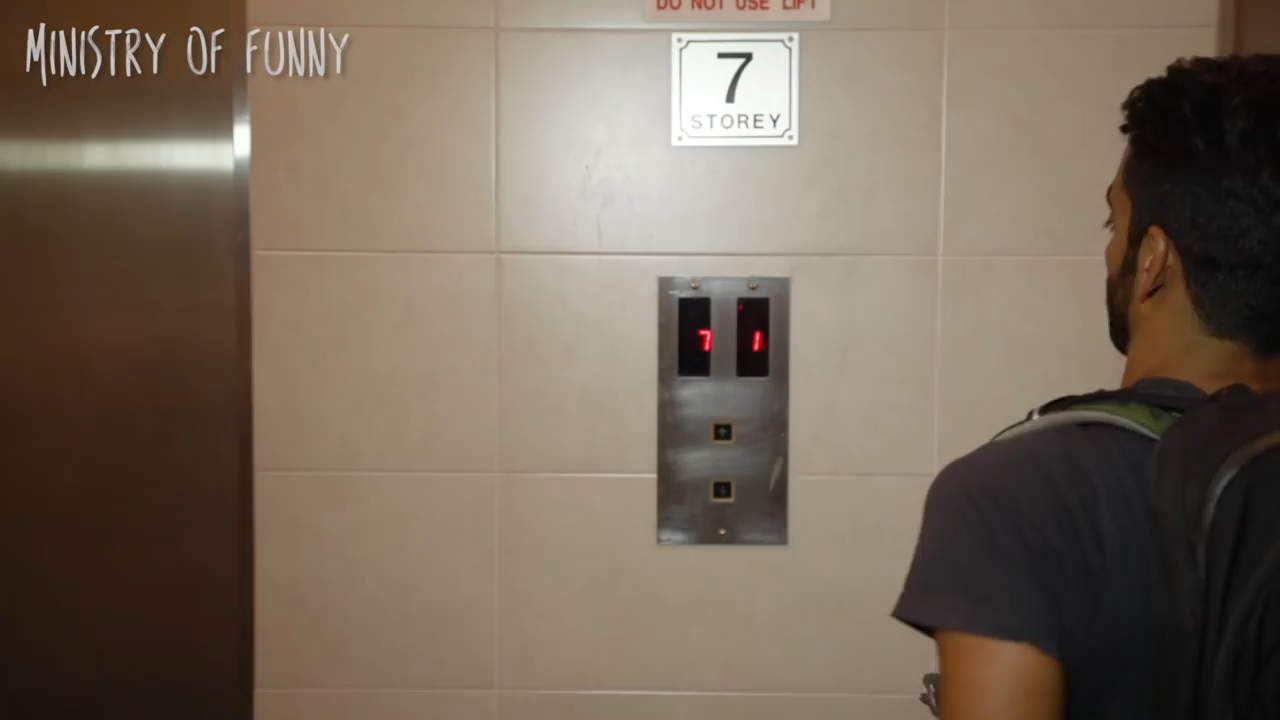 MINISTRY OF FUNNY
DO NOT USE LIFT
7
STOREY
7 1